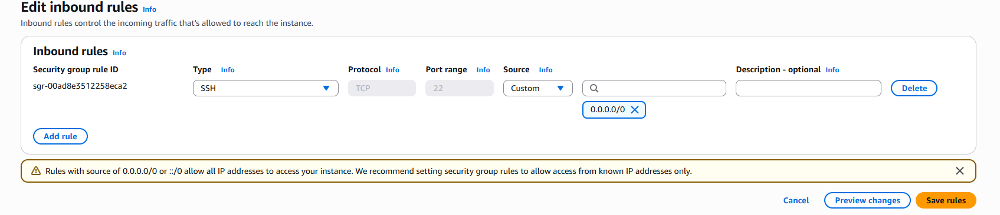 Edit inbound rules Info
Inbound rules control the incoming traffic that's allowed to reach the instance.
Inbound rules Info
Security group rule ID Type Info Protocol Info Port range Info Source Info Description - optional Info
sgr-00ad8e3512258eca2 SSH TCP 22 Custom Delete
0.0.0.0/0
Add rule
Rules with source of 0.0.0.0/0 or ::/0 allow all IP addresses to access your instance. We recommend setting security group rules to allow access from known IP addresses only.
Cancel Preview changes Save rules